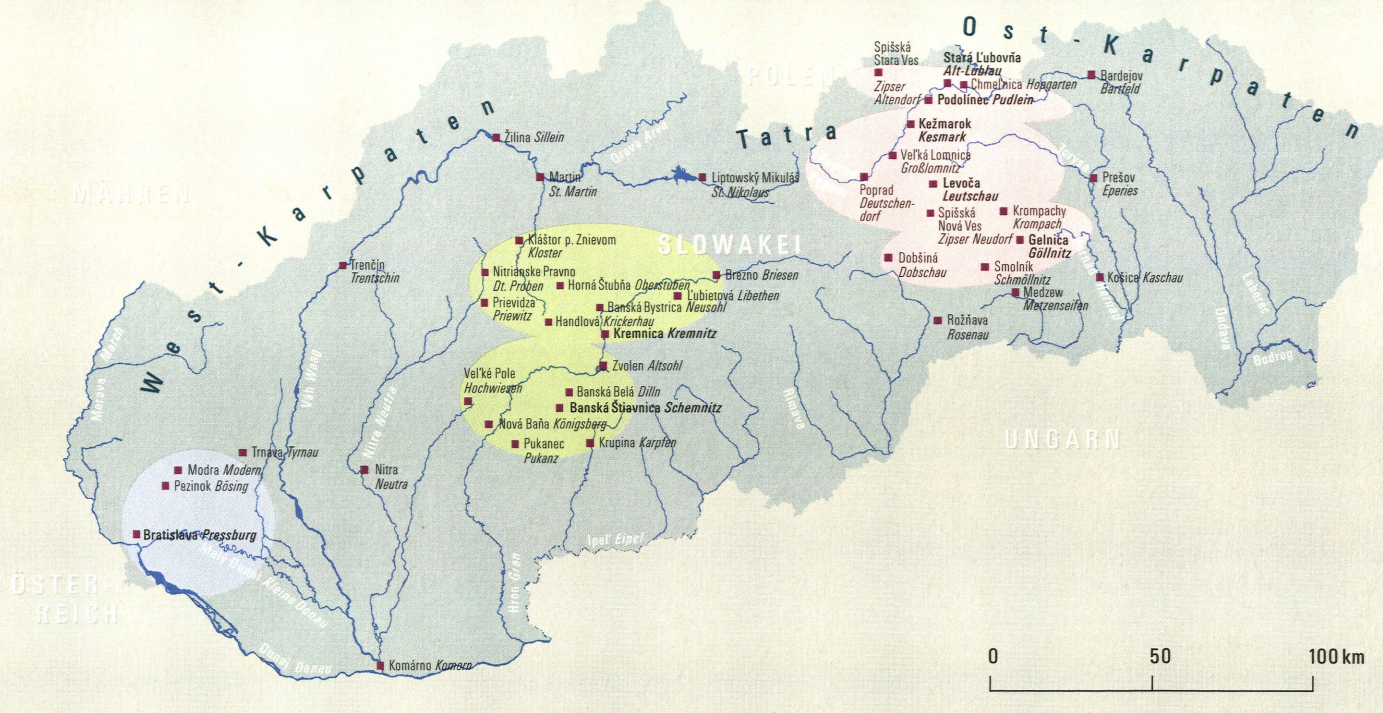 Ost-Karpaten
Tatra
West-Karpaten
POLEN
MÄHREN
SLOWAKEI
UNGARN
ÖSTER-
REICH
Spišská
Stara Ves
Zipser
Altendorf
Stará Ľubovňa
Alt-Lublau
Chmeľnica Hopgarten
Podolínec Pudlein
Bardejov
Bartfeld
Kežmarok
Kesmark
Veľká Lomnica
Großlomnitz
Poprad
Deutschen-
dorf
Levoča
Leutschau
Spišská
Nová Ves
Zipser Neudorf
Krompachy
Krompach
Gelnica
Göllnitz
Prešov
Eperies
Dobšiná
Dobschau
Smolník
Schmöllnitz
Medzew
Metzenseifen
Košice Kaschau
Rožňava
Rosenau
Žilina Sillein
Martin
St. Martin
Liptowský Mikuláš
St. Nikolaus
Orava Arva
Trenčín
Trentschin
Kláštor p. Znievom
Kloster
Nitrianske Pravno
Dt. Proben
Horná Štubňa Oberstuben
Brezno Briesen
Ľubietová Libethen
Prievidza
Priewitz
Banská Bystrica Neusohl
Handlová Krickerhau
Kremnica Kremnitz
Zvolen Altsohl
Veľké Pole
Hochwiesen
Banská Belá Dilln
Banská Štiavnica Schemnitz
Nová Baňa Königsberg
Pukanec
Pukanz
Krupina Karpfen
Trnava Tyrnau
Modra Modern
Pezinok Bösing
Nitra
Neutra
Bratislava Pressburg
Komárno Komorn
Morava March
Váh Waag
Nitra Neutra
Malý Dunaj Kleine Donau
Dunaj Donau
Hron Gran
Ipeľ Eipel
Rimava
Torysa
Ondava
Laborec
Bodrog
0 50 100 km